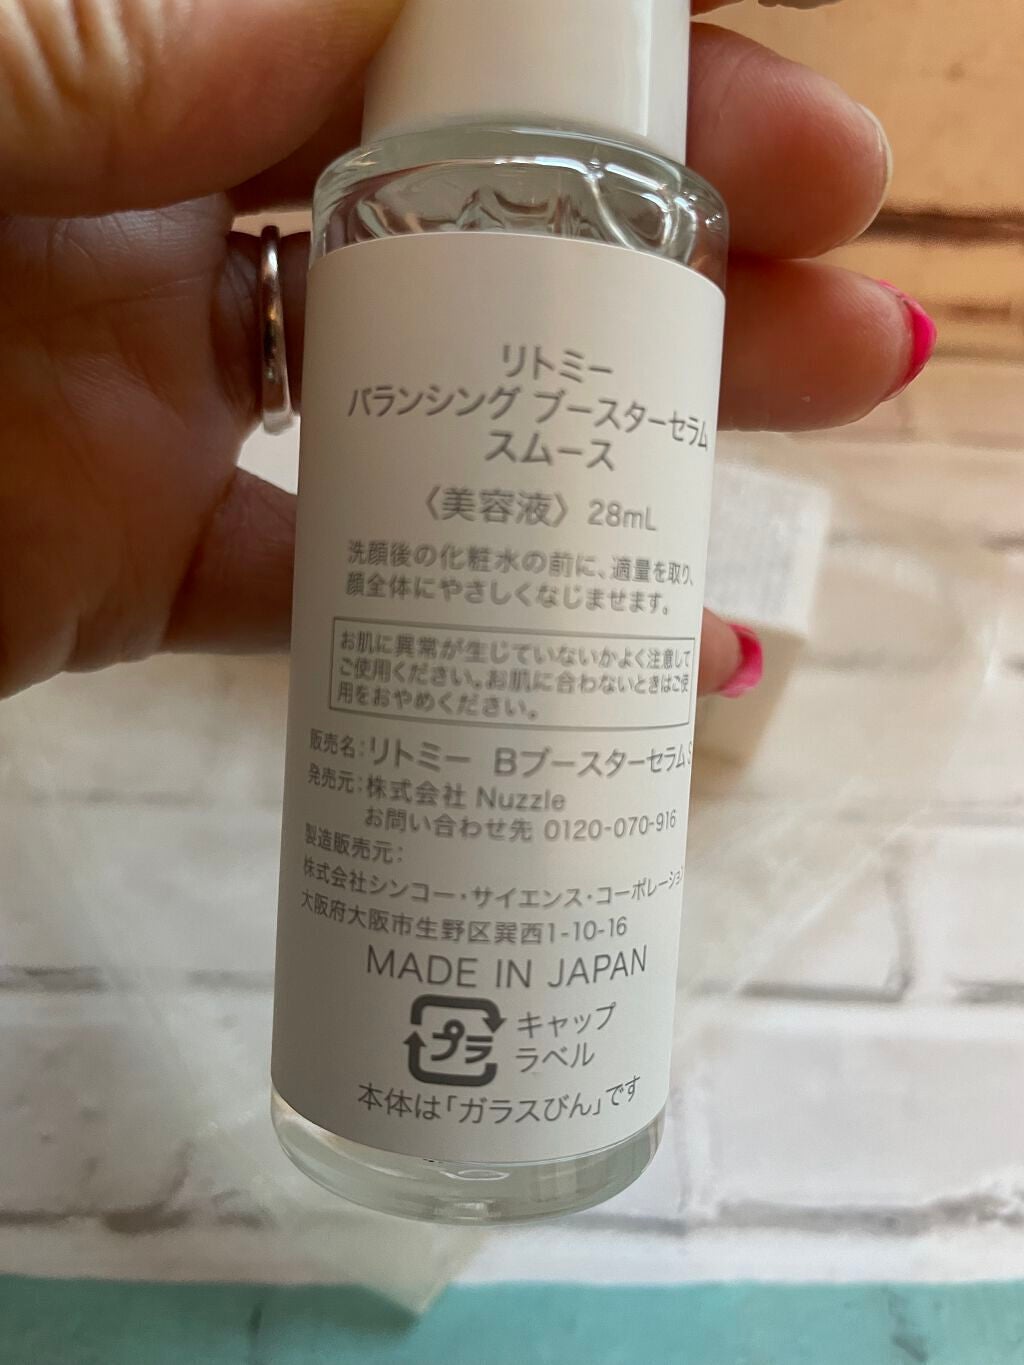 リトミー
バランシング ブースターセラム
スムース
〈美容液〉 28mL
洗顔後の化粧水の前に、適量を取り、
顔全体にやさしくなじませます。
お肌に異常が生じていないかよく注意して
ご使用ください。お肌に合わないときはご使
用をおやめください。
販売名：リトミー Bブースターセラム S
発売元：株式会社 Nuzzle
お問い合わせ先 0120-070-916
製造販売元：
株式会社シンコー・サイエンス・コーポレーション
大阪府大阪市生野区巽西1-10-16
MADE IN JAPAN
プラ キャップ
ラベル
本体は「ガラスびん」です